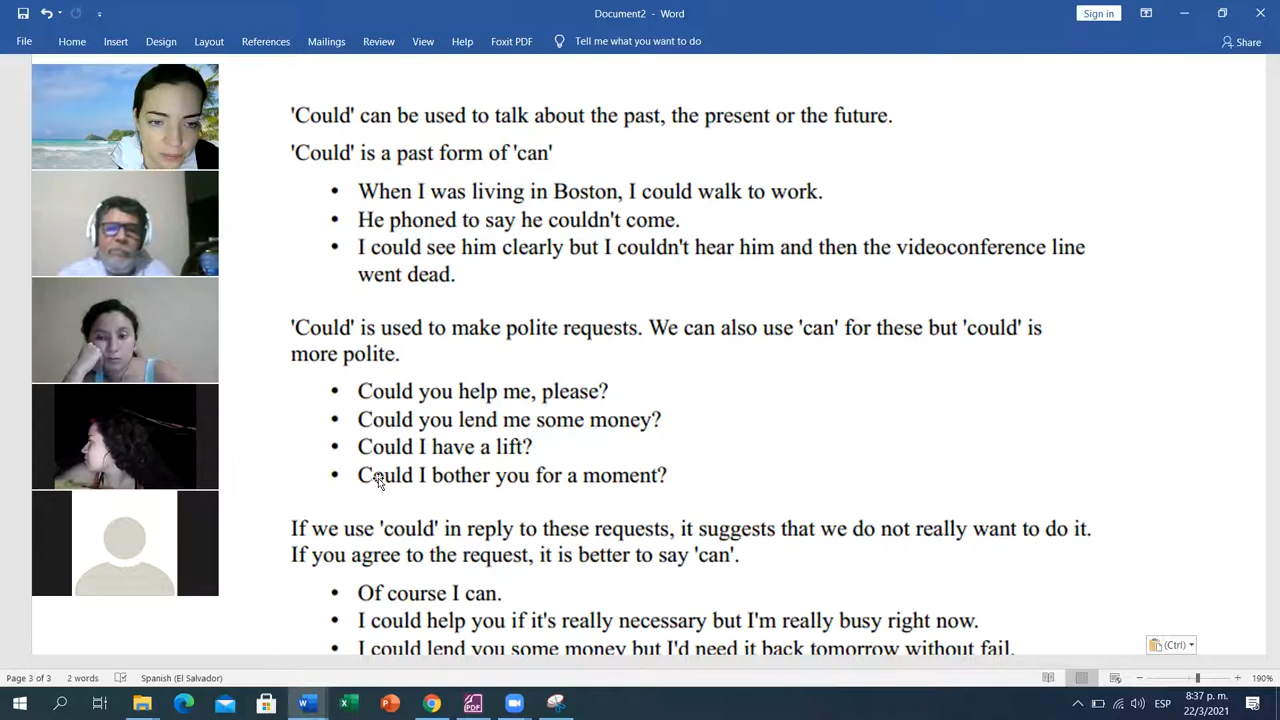 Document2 - Word
Sign in
File Home Insert Design Layout References Mailings Review View Help Foxit PDF Tell me what you want to do Share
'Could' can be used to talk about the past, the present or the future.
'Could' is a past form of 'can'
• When I was living in Boston, I could walk to work.
• He phoned to say he couldn't come.
• I could see him clearly but I couldn't hear him and then the videoconference line
went dead.
'Could' is used to make polite requests. We can also use 'can' for these but 'could' is
more polite.
• Could you help me, please?
• Could you lend me some money?
• Could I have a lift?
• Could I bother you for a moment?
If we use 'could' in reply to these requests, it suggests that we do not really want to do it.
If you agree to the request, it is better to say 'can'.
• Of course I can.
• I could help you if it's really necessary but I'm really busy right now.
• I could lend you some money but I'd need it back tomorrow without fail.
(Ctrl)
Page 3 of 3 2 words Spanish (El Salvador) 190%
ESP
8:37 p. m.
22/3/2021